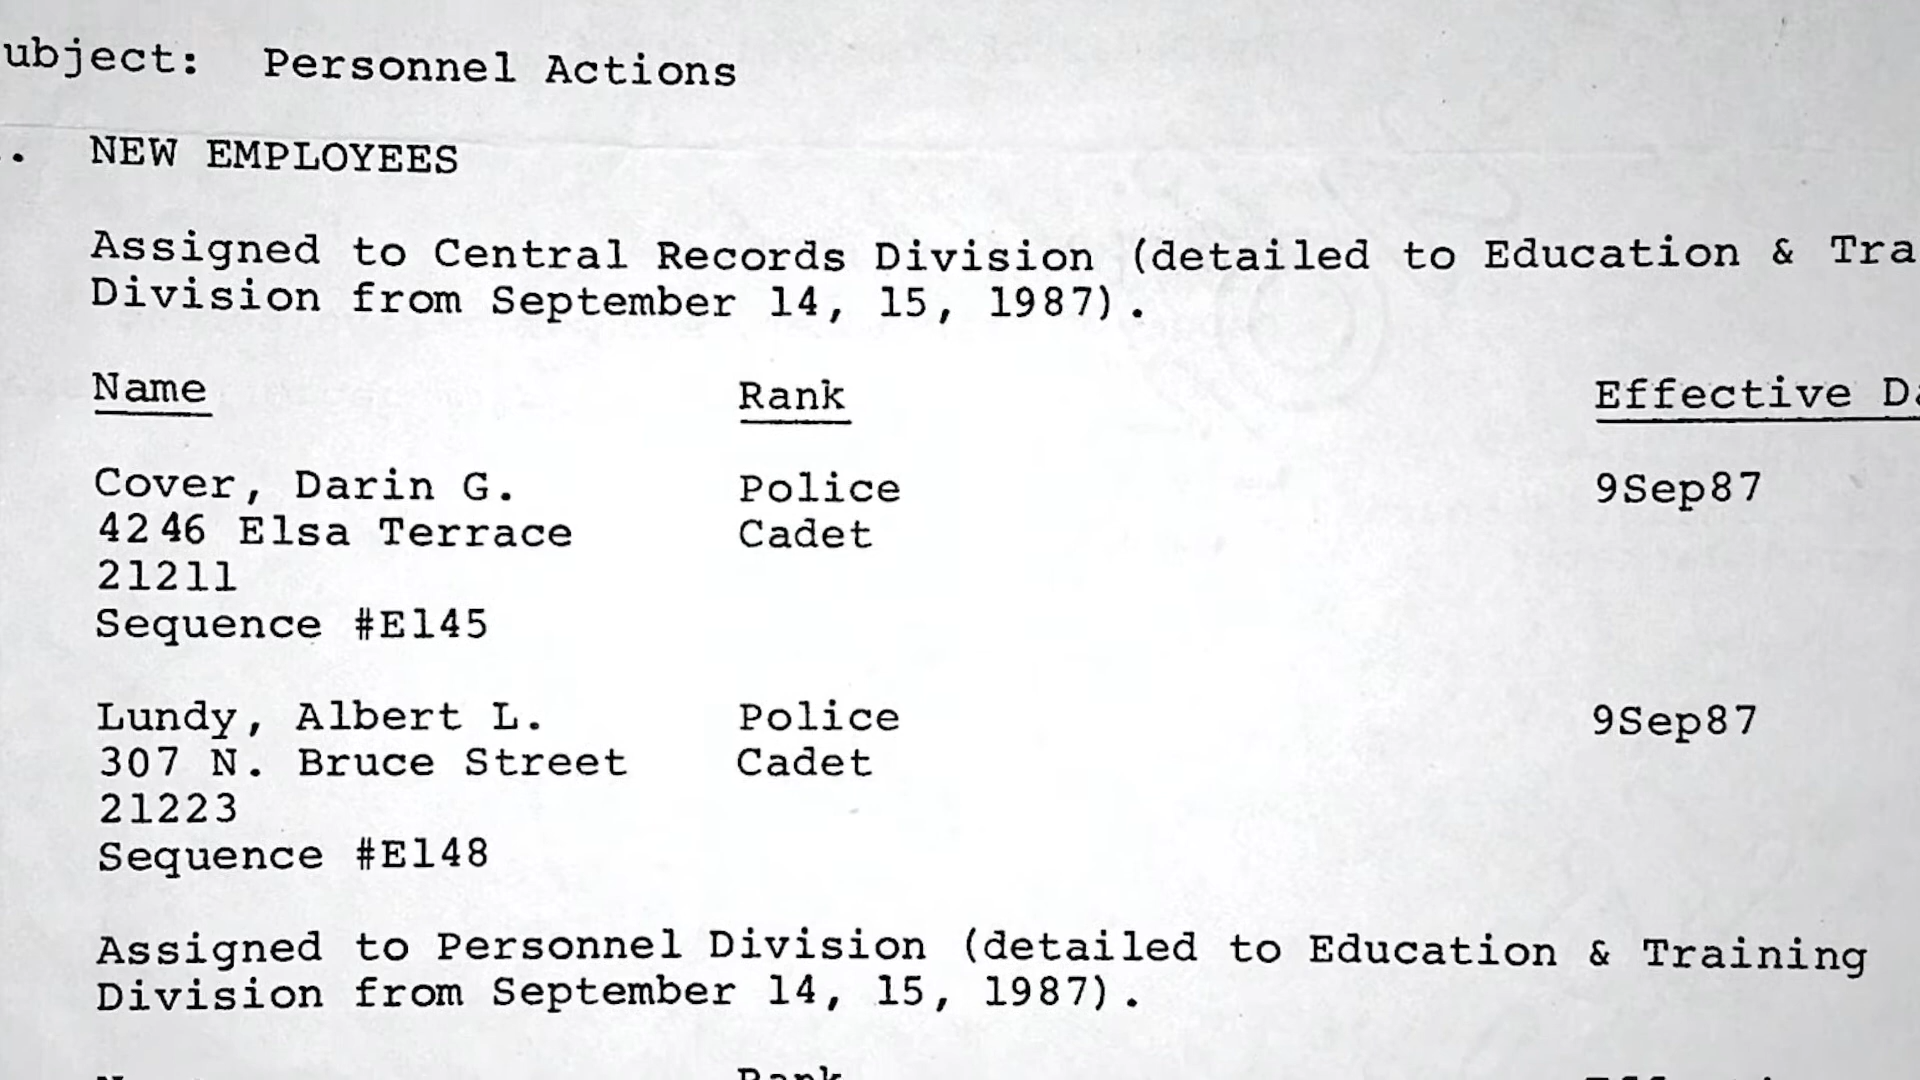 ubject: Personnel Actions
. NEW EMPLOYEES
Assigned to Central Records Division (detailed to Education & Tra
Division from September 14, 15, 1987).
Name Rank Effective Da
Cover, Darin G. Police 9Sep87
4246 Elsa Terrace Cadet
21211
Sequence #E145
Lundy, Albert L. Police 9Sep87
307 N. Bruce Street Cadet
21223
Sequence #E148
Assigned to Personnel Division (detailed to Education & Training
Division from September 14, 15, 1987).
Rank